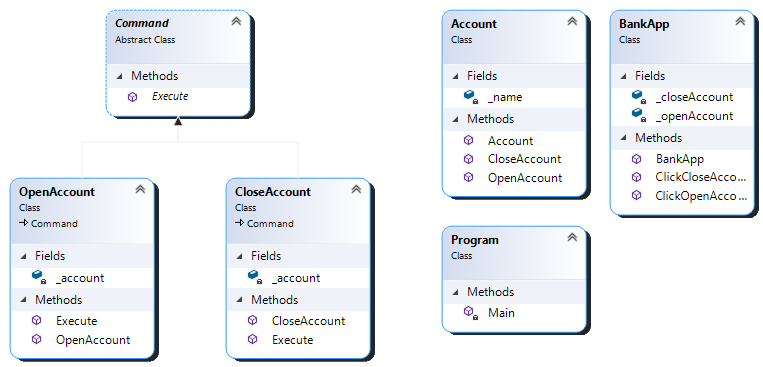 Command
Abstract Class
Methods
Execute
Account
Class
Fields
_name
Methods
Account
CloseAccount
OpenAccount
BankApp
Class
Fields
_closeAccount
_openAccount
Methods
BankApp
ClickCloseAcco...
ClickOpenAcco...
OpenAccount
Class
Command
Fields
_account
Methods
Execute
OpenAccount
CloseAccount
Class
Command
Fields
_account
Methods
CloseAccount
Execute
Program
Class
Methods
Main